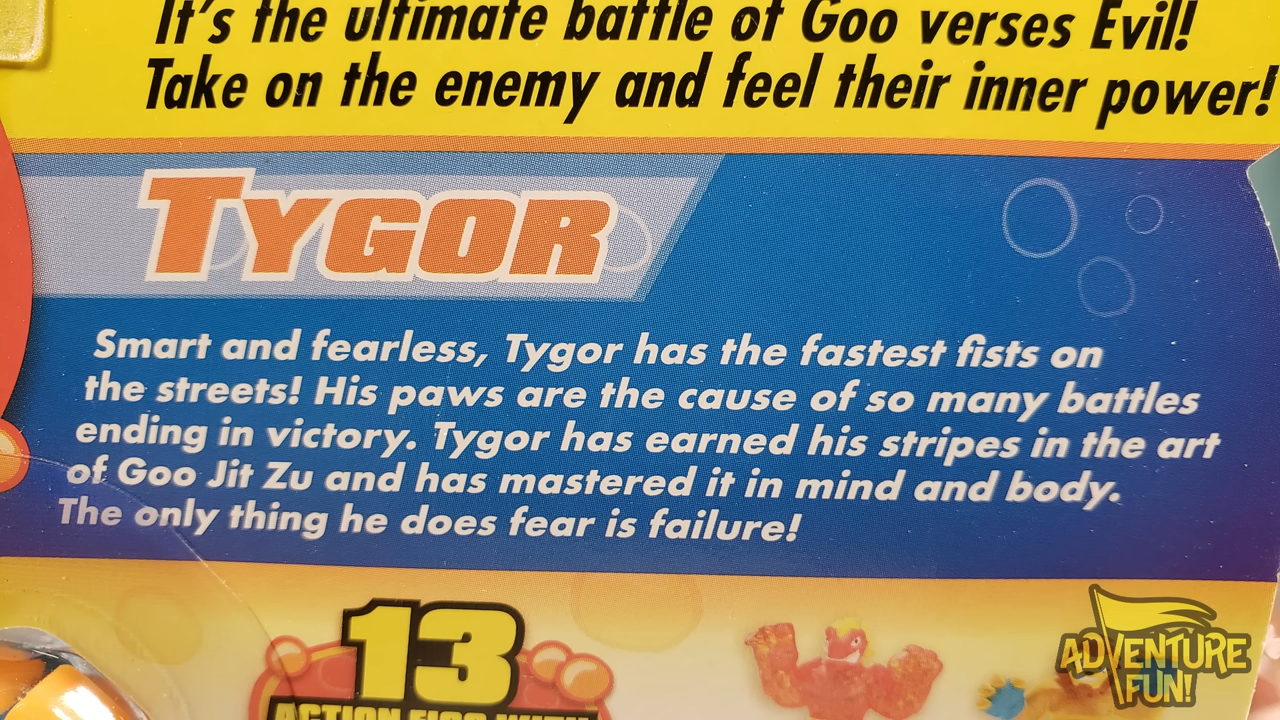 It's the ultimate battle of Goo verses Evil!
Take on the enemy and feel their inner power!
TYGOR
Smart and fearless, Tygor has the fastest fists on
the streets! His paws are the cause of so many battles
ending in victory. Tygor has earned his stripes in the art
of Goo Jit Zu and has mastered it in mind and body.
The only thing he does fear is failure!
13
ACTION FIGS WITH
ADVENTURE
FUN!